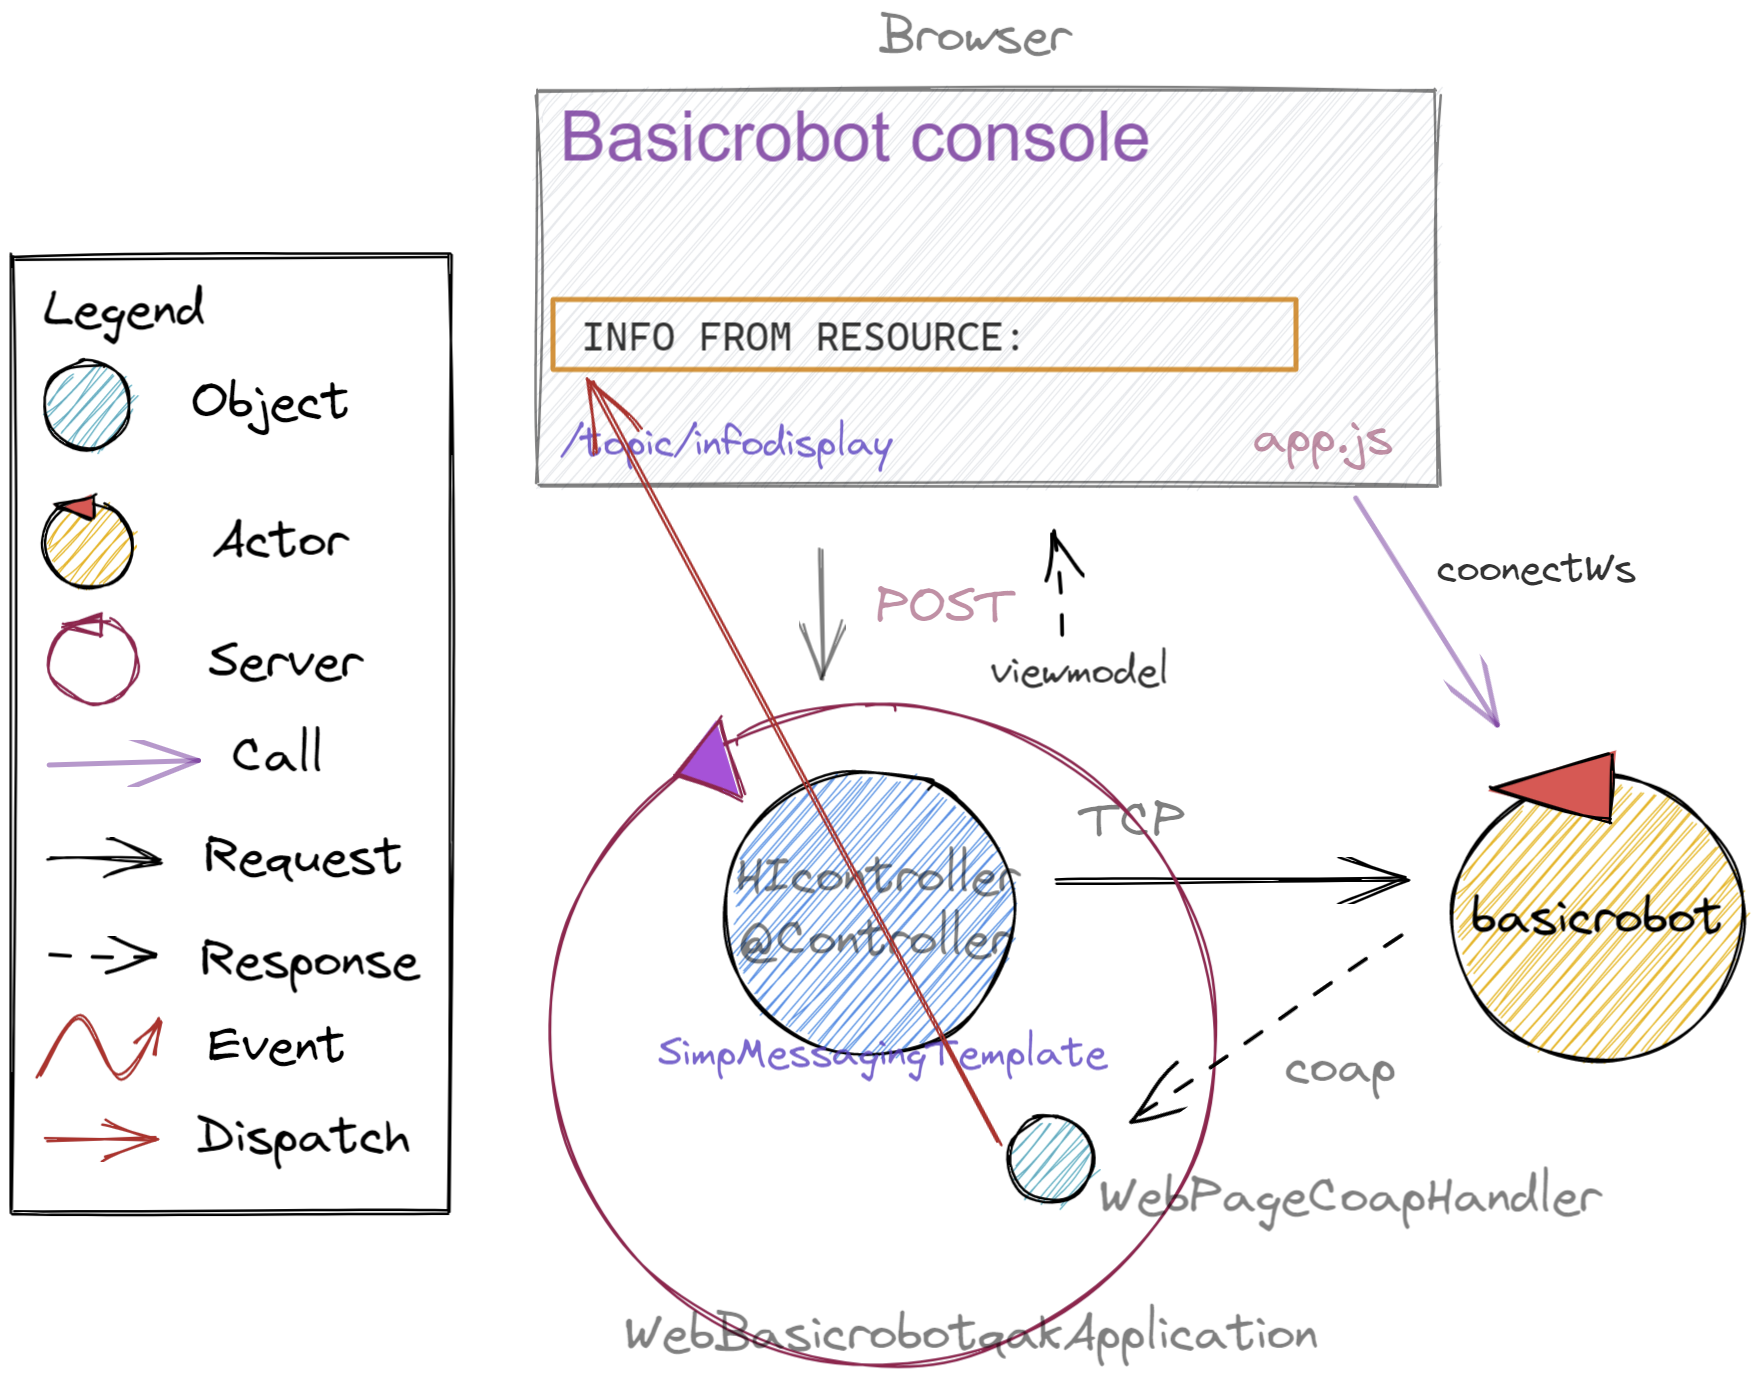 Browser
Basicrobot console
INFO FROM RESOURCE:
/topic/infodisplay
app.js
Legend
Object
Actor
Server
Call
Request
Response
Event
Dispatch
POST
viewmodel
coonectWs
TCP
HIcontroller
@Controller
SimpMessagingTemplate
basicrobot
coap
WebPageCoapHandler
WebBasicrobotqakApplication